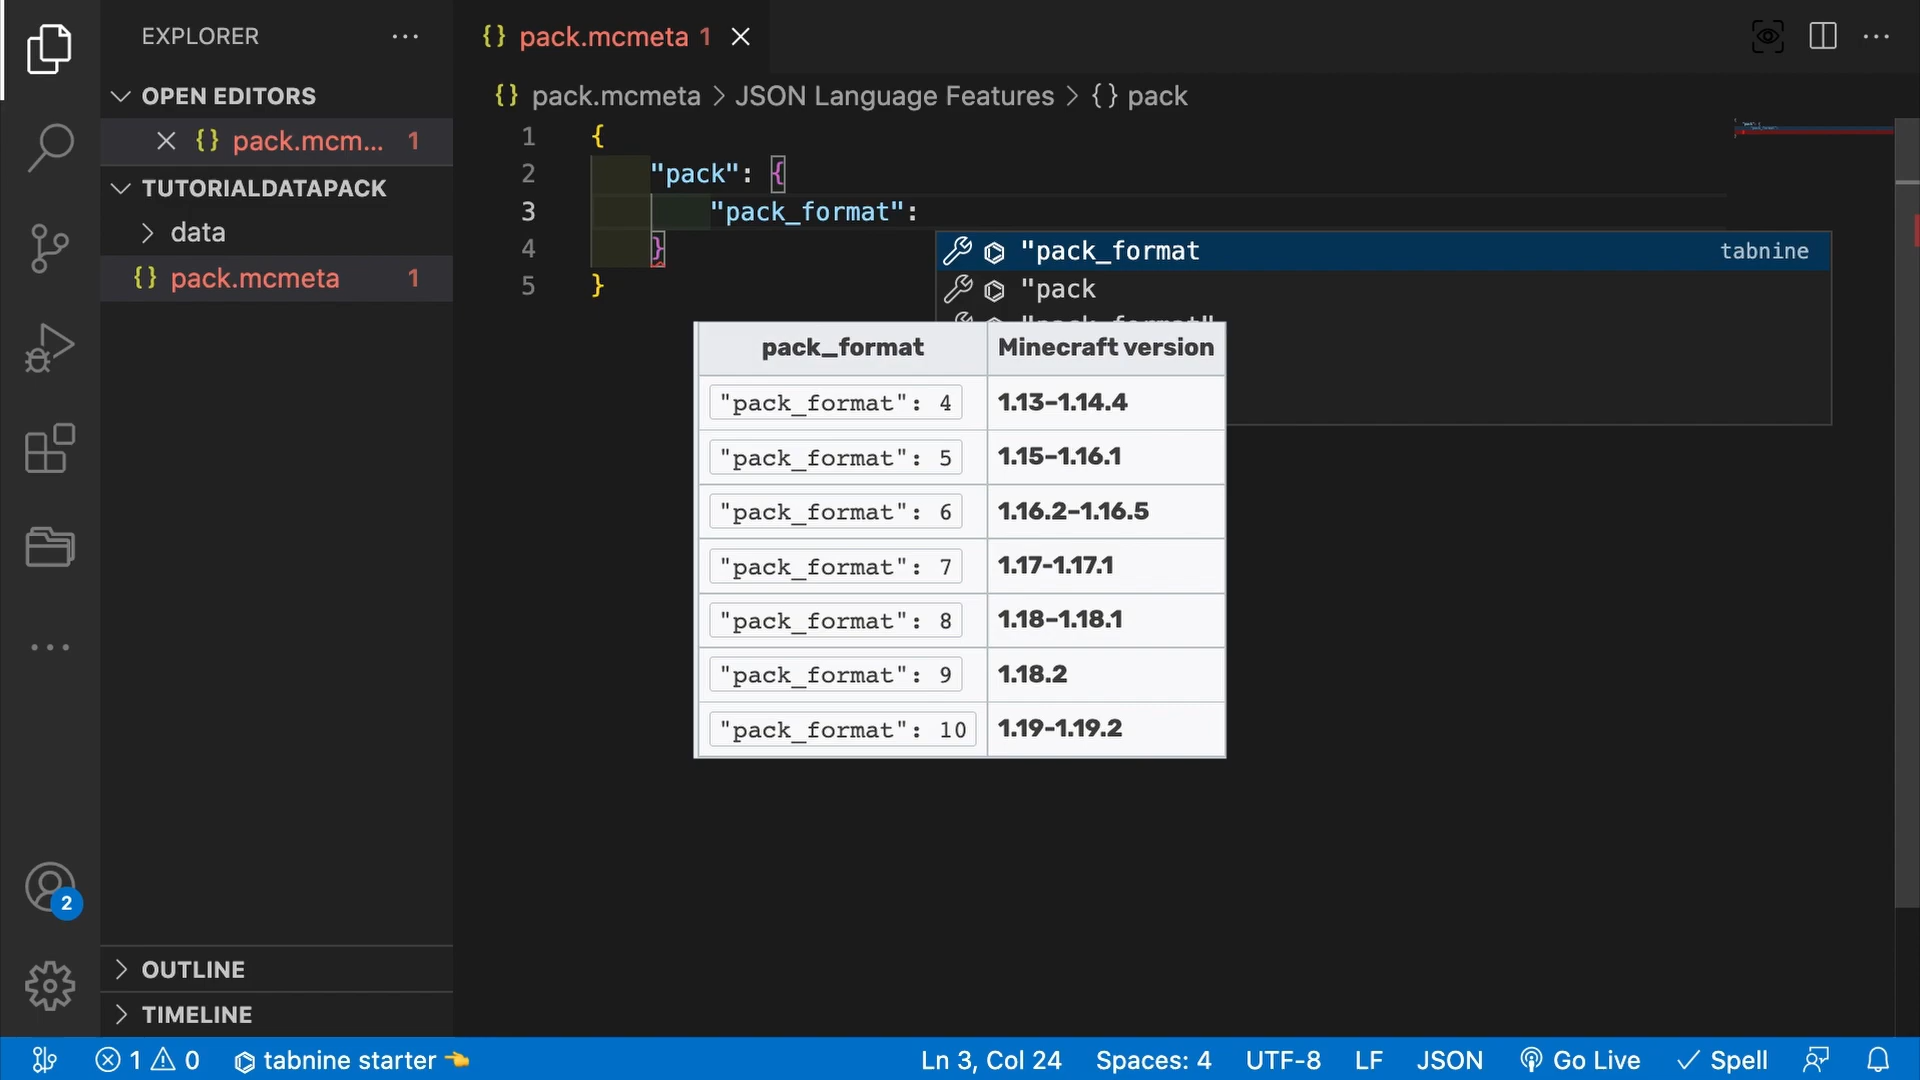 EXPLORER
OPEN EDITORS
pack.mcm... 1
TUTORIALDATAPACK
data
pack.mcmeta 1
OUTLINE
TIMELINE
2
pack.mcmeta 1
pack.mcmeta > JSON Language Features > {} pack
1 {
2 "pack": {
3 "pack_format":
4 }
5 }
"pack_format tabnine
"pack
"pack_format"
pack_format Minecraft version
"pack_format": 4 1.13–1.14.4
"pack_format": 5 1.15–1.16.1
"pack_format": 6 1.16.2–1.16.5
"pack_format": 7 1.17-1.17.1
"pack_format": 8 1.18–1.18.1
"pack_format": 9 1.18.2
"pack_format": 10 1.19-1.19.2
1 0 tabnine starter Ln 3, Col 24 Spaces: 4 UTF-8 LF JSON Go Live Spell